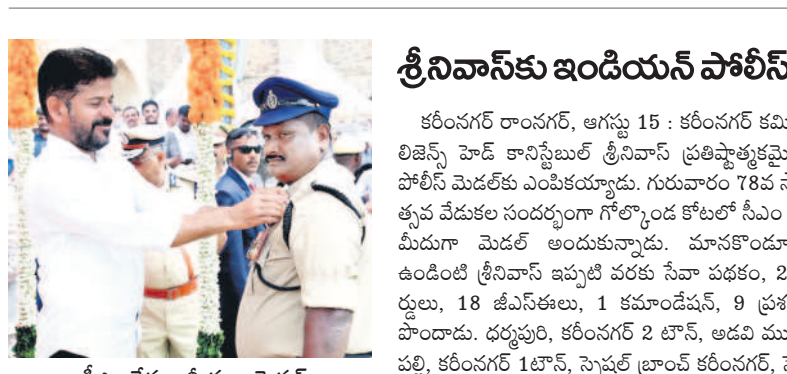 శ్రీనివాస్‌కు ఇండియన్ పోలీస్
కరీంనగర్ రాంనగర్, ఆగస్టు 15 : కరీంనగర్ కమి
లిజెన్స్ హెడ్ కానిస్టేబుల్ శ్రీనివాస్ ప్రతిష్టాత్మకమై
పోలీస్ మెడల్‌కు ఎంపికయ్యాడు. గురువారం 78వ
త్సవ వేడుకల సందర్భంగా గోల్కొండ కోటలో సీఎం
మీదుగా మెడల్ అందుకున్నాడు. మానకొండూ
ఉండింటి శ్రీనివాస్ ఇప్పటి వరకు సేవా పథకం, 2
ర్డులు, 18 జీఎస్ఈలు, 1 కమాండేషన్, 9 ప్రశ
పొందాడు. ధర్మపురి, కరీంనగర్ 2 టౌన్, అడవి ము
పల్లి, కరీంనగర్ 1టౌన్, స్పెషల్ బ్రాంచ్ కరీంనగర్,